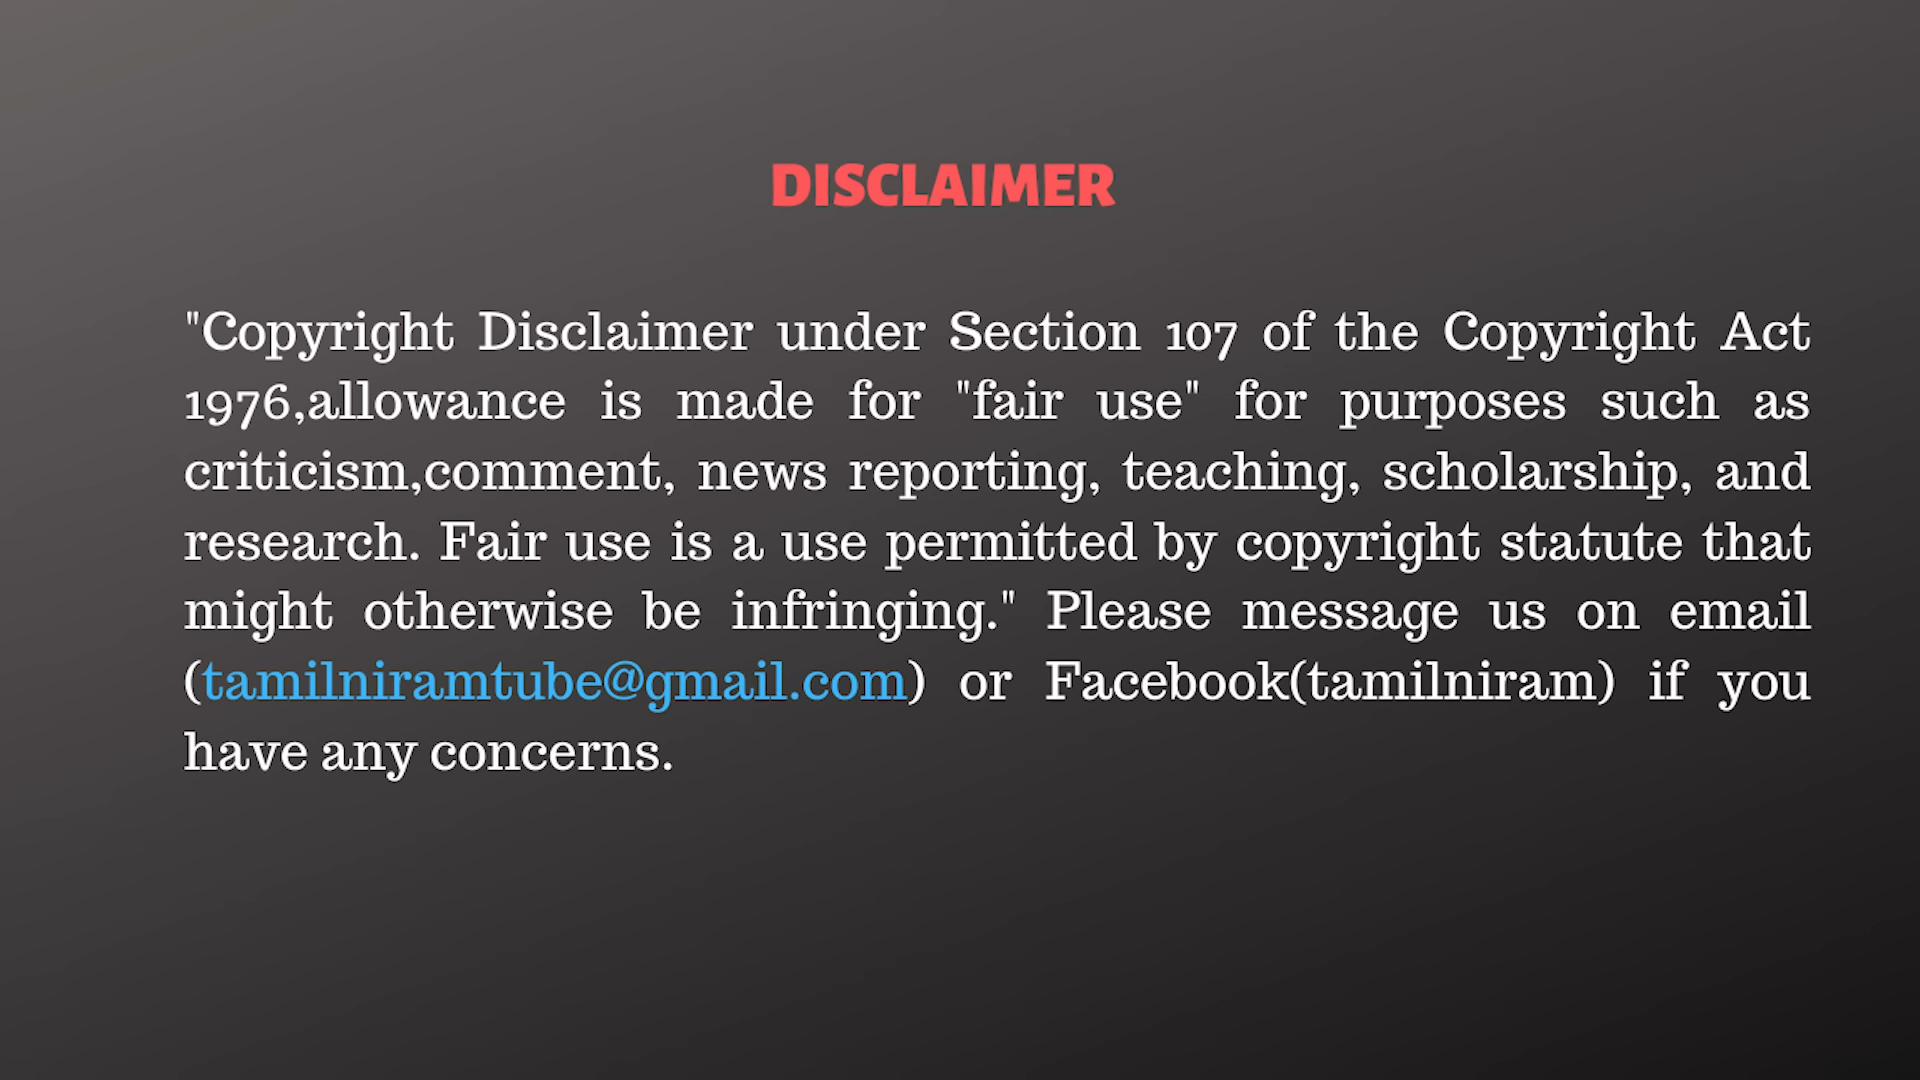 DISCLAIMER
"Copyright Disclaimer under Section 107 of the Copyright Act
1976,allowance is made for "fair use" for purposes such as
criticism,comment, news reporting, teaching, scholarship, and
research. Fair use is a use permitted by copyright statute that
might otherwise be infringing." Please message us on email
(tamilniramtube@gmail.com) or Facebook(tamilniram) if you
have any concerns.